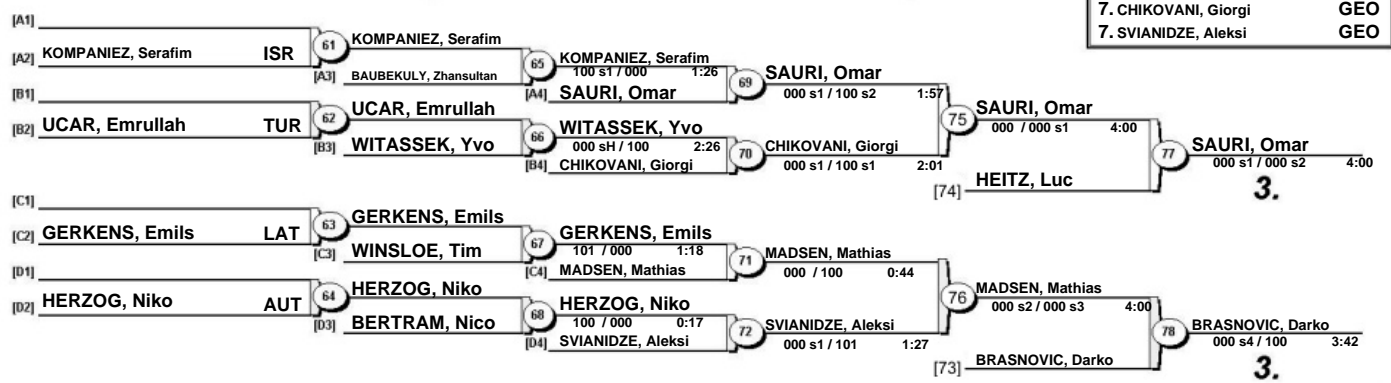 7. CHIKOVANI, Giorgi GEO
7. SVIANIDZE, Aleksi GEO
[A1]
[A2] KOMPANIEZ, Serafim ISR
61 KOMPANIEZ, Serafim
[A3] BAUBEKULY, Zhansultan
65 KOMPANIEZ, Serafim
100 s1 / 000 1:26
[A4] SAURI, Omar
69 SAURI, Omar
000 s1 / 100 s2 1:57
[B1]
[B2] UCAR, Emrullah TUR
62 UCAR, Emrullah
[B3] WITASSEK, Yvo
66 WITASSEK, Yvo
000 sH / 100 2:26
[B4] CHIKOVANI, Giorgi
70 CHIKOVANI, Giorgi
000 s1 / 100 s1 2:01
75 SAURI, Omar
000 / 000 s1 4:00
[74] HEITZ, Luc
77 SAURI, Omar
000 s1 / 000 s2 4:00
3.
[C1]
[C2] GERKENS, Emils LAT
63 GERKENS, Emils
[C3] WINSLOE, Tim
67 GERKENS, Emils
101 / 000 1:18
[C4] MADSEN, Mathias
71 MADSEN, Mathias
000 / 100 0:44
[D1]
[D2] HERZOG, Niko AUT
64 HERZOG, Niko
[D3] BERTRAM, Nico
68 HERZOG, Niko
100 / 000 0:17
[D4] SVIANIDZE, Aleksi
72 SVIANIDZE, Aleksi
000 s1 / 101 1:27
76 MADSEN, Mathias
000 s2 / 000 s3 4:00
[73] BRASNOVIC, Darko
78 BRASNOVIC, Darko
000 s4 / 100 3:42
3.